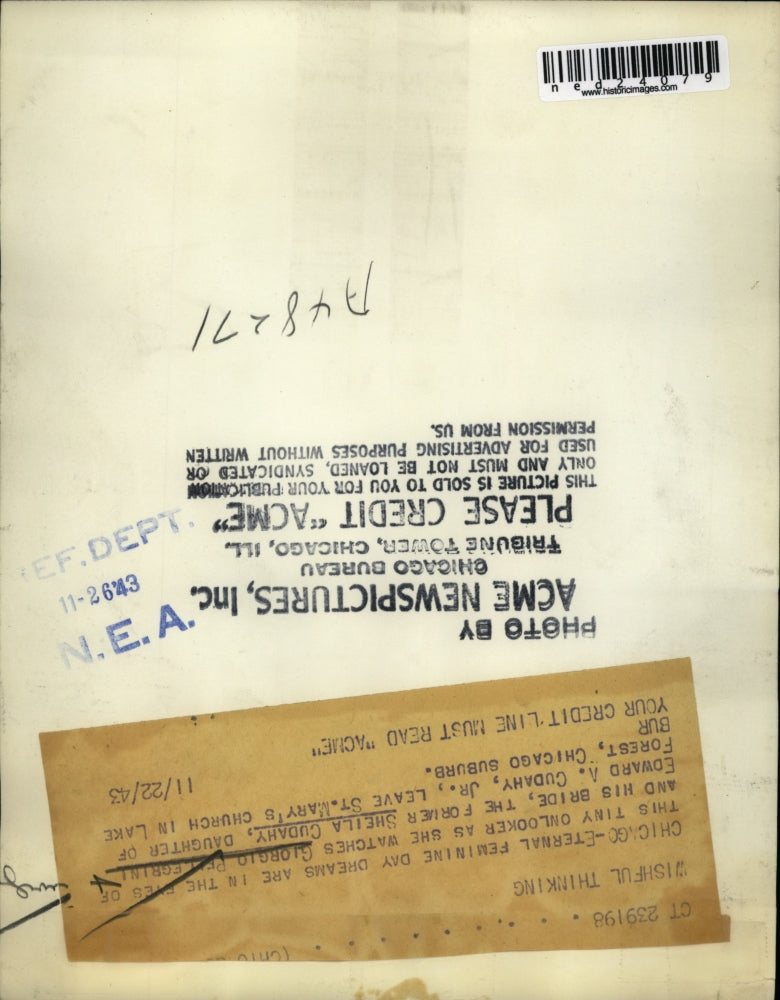 ned24079
www.historicimages.com
A48271
PHOTO BY
ACME NEWSPICTURES, Inc.
CHICAGO BUREAU
TRIBUNE TOWER, CHICAGO, ILL.
PLEASE CREDIT "ACME"
THIS PICTURE IS SOLD TO YOU FOR YOUR PUBLICATION
ONLY AND MUST NOT BE LOANED, SYNDICATED OR
USED FOR ADVERTISING PURPOSES WITHOUT WRITTEN
PERMISSION FROM US.
EF. DEPT.
11-26'43
N.E.A.
CT 239198
WISHFUL THINKING
CHICAGO-ETERNAL FEMININE DAY DREAMS ARE IN THE EYES OF
THIS TINY ONLOOKER AS SHE WATCHES GIORGIO PELLEGRINI
AND HIS BRIDE, THE FORMER SHEILA CUDAHY, DAUGHTER OF
EDWARD A. CUDAHY, JR., LEAVE ST. MARY'S CHURCH IN LAKE
FOREST, CHICAGO SUBURB.
BUR 11/22/43
YOUR CREDIT LINE MUST READ "ACME"